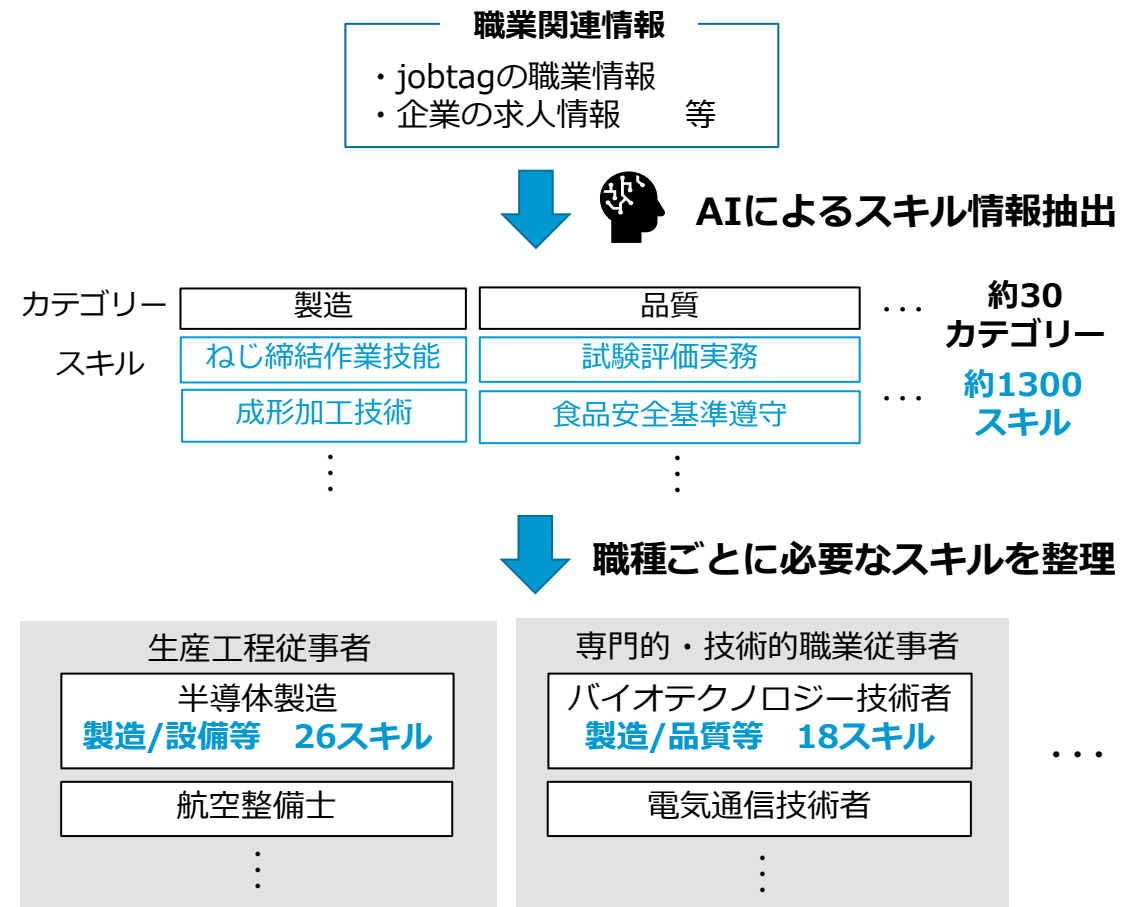 職業関連情報
・jobtagの職業情報
・企業の求人情報　　等
AIによるスキル情報抽出
カテゴリー
製造
品質
・・・
約30
カテゴリー
スキル
ねじ締結作業技能
試験評価実務
成形加工技術
食品安全基準遵守
・・・
約1300
スキル
職種ごとに必要なスキルを整理
生産工程従事者
半導体製造
製造/設備等　26スキル
航空整備士
専門的・技術的職業従事者
バイオテクノロジー技術者
製造/品質等　18スキル
電気通信技術者
・・・